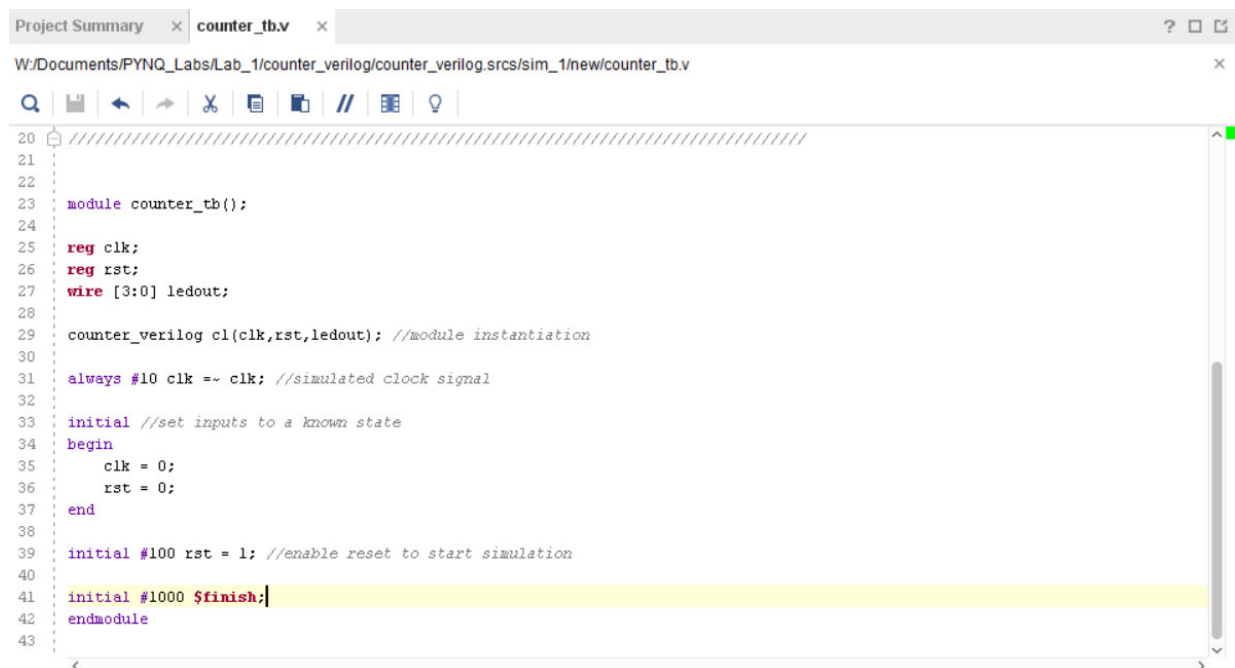 Project Summary × counter_tb.v × ?
W:/Documents/PYNQ_Labs/Lab_1/counter_verilog/counter_verilog.srcs/sim_1/new/counter_tb.v ×
20 ////////////////////////////////////////////////////////////////////////////////
21
22
23 module counter_tb();
24
25 reg clk;
26 reg rst;
27 wire [3:0] ledout;
28
29 counter_verilog c1(clk,rst,ledout); //module instantiation
30
31 always #10 clk =~ clk; //simulated clock signal
32
33 initial //set inputs to a known state
34 begin
35 clk = 0;
36 rst = 0;
37 end
38
39 initial #100 rst = 1; //enable reset to start simulation
40
41 initial #1000 $finish;
42 endmodule
43